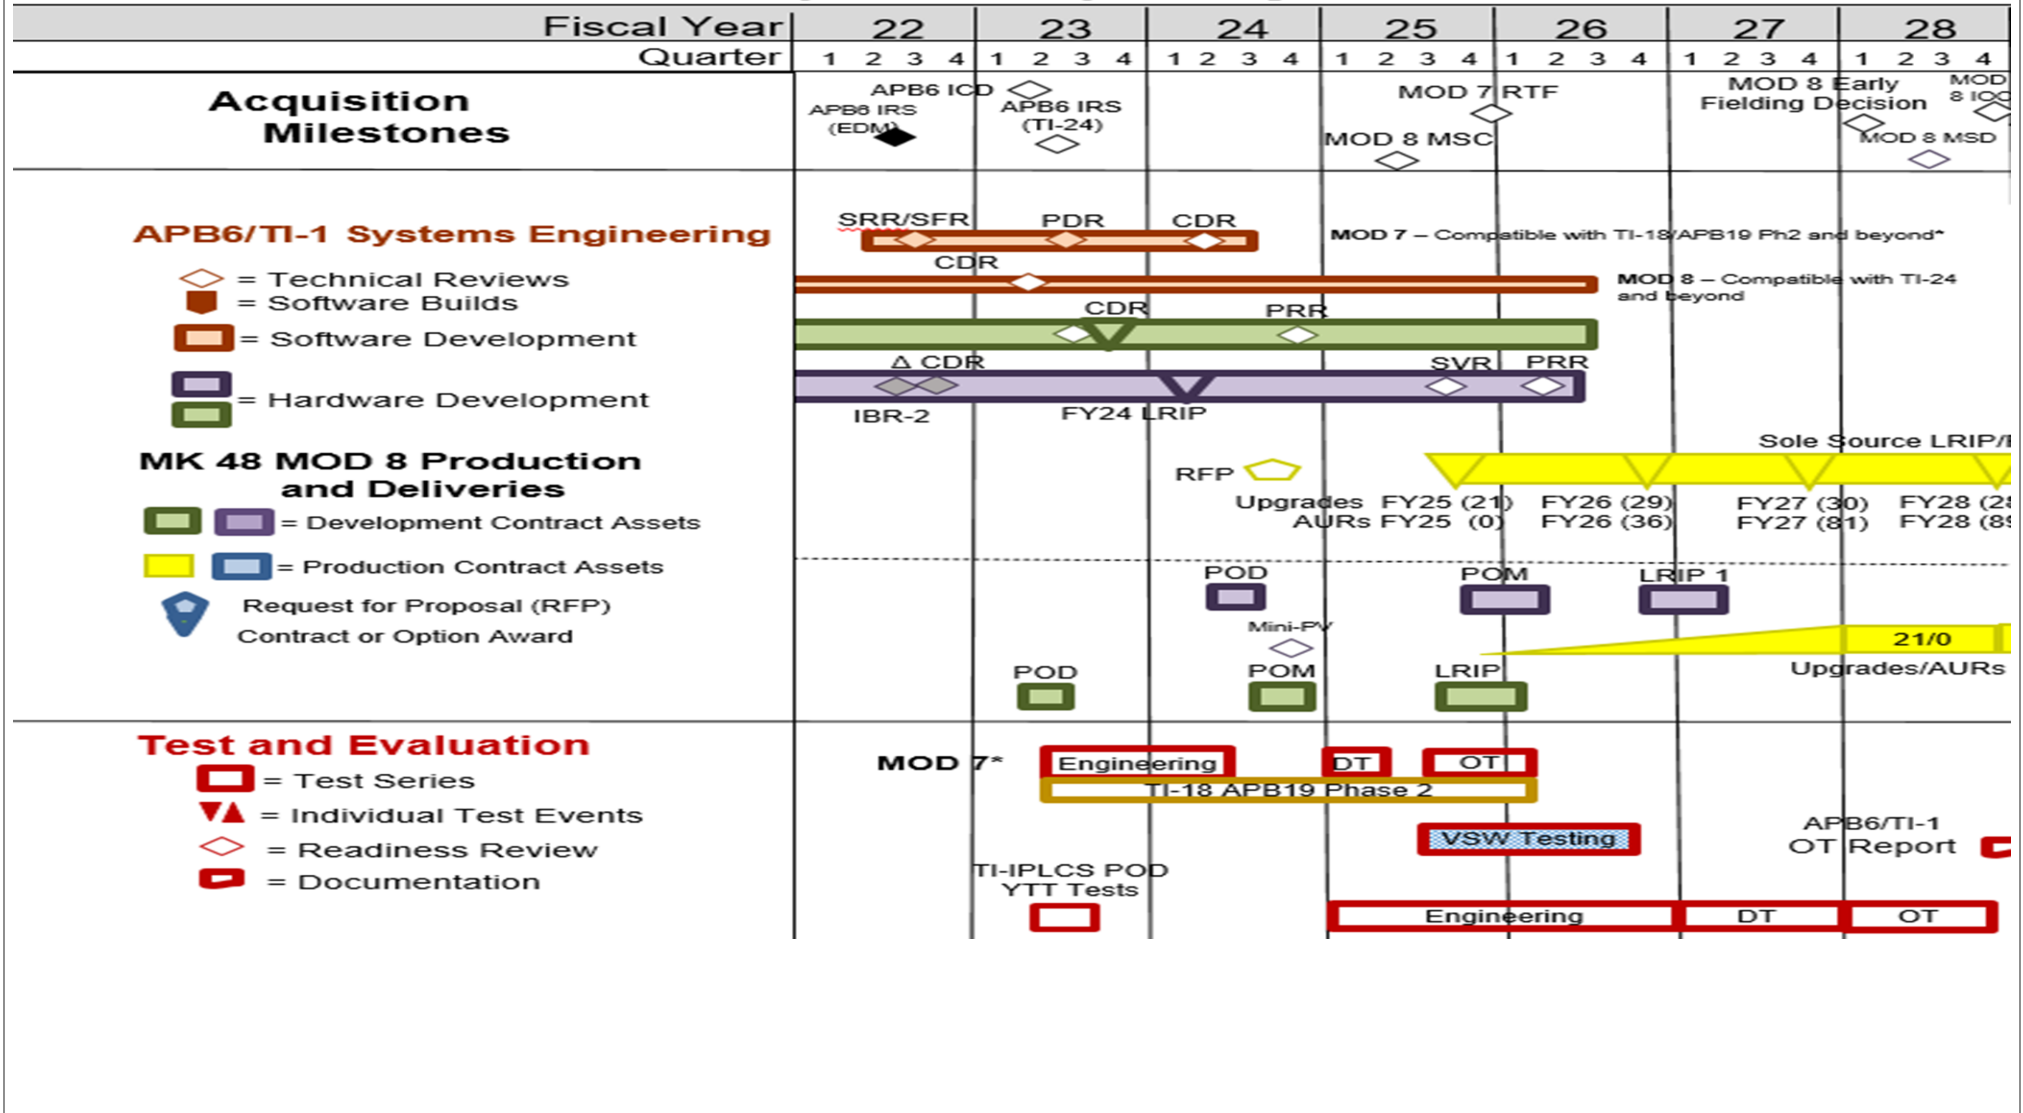 Fiscal Year 22 23 24 25 26 27 28
Quarter 1 2 3 4 1 2 3 4 1 2 3 4 1 2 3 4 1 2 3 4 1 2 3 4 1 2 3 4
Acquisition
Milestones
APB6 ICD
APB6 IRS
(EDM)
APB6 IRS
(TI-24)
MOD 7 RTF
MOD 8 MSC
MOD 8 Early
Fielding Decision
MOD
8 IOC
MOD 8 MSD
APB6/TI-1 Systems Engineering
= Technical Reviews
= Software Builds
= Software Development
= Hardware Development
SRR/SFR PDR CDR
MOD 7 – Compatible with TI-18/APB19 Ph2 and beyond*
CDR
MOD 8 – Compatible with TI-24
and beyond
CDR PRR
Δ CDR SVR PRR
IBR-2 FY24 LRIP
MK 48 MOD 8 Production
and Deliveries
= Development Contract Assets
= Production Contract Assets
Request for Proposal (RFP)
Contract or Option Award
Sole Source
RFP
Upgrades FY25 (21) FY26 (29) FY27 (30) FY28
AURs FY25 (0) FY26 (36) FY27 (81) FY28
POD POM LRIP 1
Mini-PV
21/0
Upgrades/AURs
POD POM LRIP
Test and Evaluation
= Test Series
= Individual Test Events
= Readiness Review
= Documentation
MOD 7* Engineering DT OT
TI-18 APB19 Phase 2
VSW Testing
APB6/TI-1
OT Report
TI-IPLCS POD
YTT Tests
Engineering DT OT